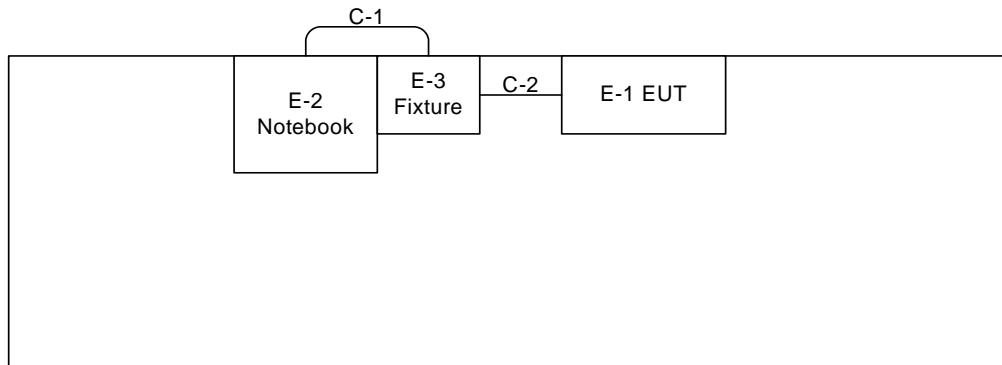 C-1
E-2
Notebook
E-3
Fixture
C-2
E-1 EUT